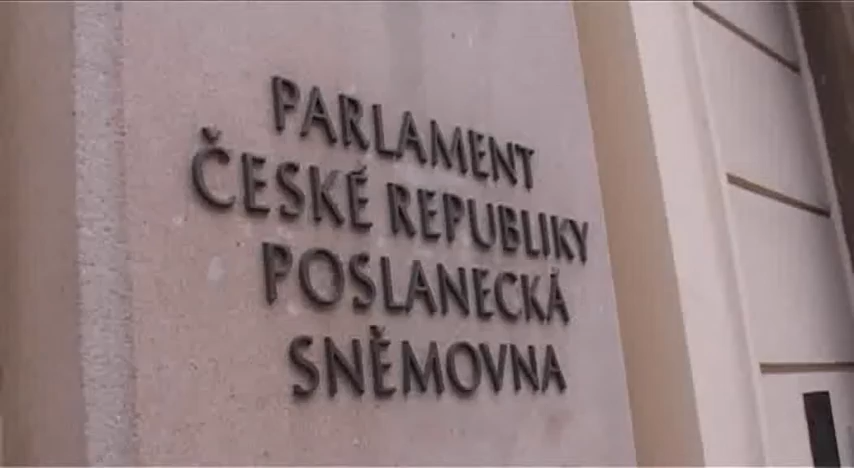 PARLAMENT
ČESKÉ REPUBLIKY
POSLANECKÁ
SNĚMOVNA